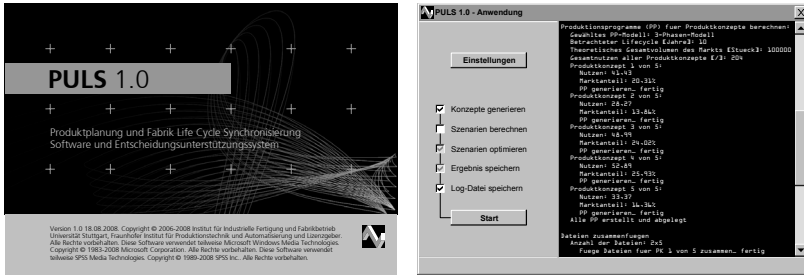 PULS 1.0
Produktplanung und Fabrik Life Cycle Synchronisierung
Software und Entscheidungsunterstützungssystem
Version 1.0 18.08.2008. Copyright © 2006-2008 Institut für Industrielle Fertigung und Fabrikbetrieb
Universität Stuttgart, Fraunhofer Institut für Produktionstechnik und Automatisierung und Lizenzgeber.
Alle Rechte vorbehalten. Diese Software verwendet teilweise Microsoft Windows Media Technologies.
Copyright © 1983-2008 Microsoft Corporation. Alle Rechte vorbehalten. Diese Software verwendet
teilweise SPSS Media Technologies. Copyright © 1989-2008 SPSS Inc.. Alle Rechte vorbehalten.
PULS 1.0 - Anwendung
X
Einstellungen
Konzepte generieren
Szenarien berechnen
Szenarien optimieren
Ergebnis speichern
Log-Datei speichern
Start
Produktionsprogramme (PP) fuer Produktkonzepte berechnen:
Gewähltes PP-Modell: 3-Phasen-Modell
Betrachteter Lifecycle [Jahre]: 10
Theoretisches Gesamtvolumen des Markts [Stueck]: 100000
Gesamtnutzen aller Produktkonzepte [/]: 204
Produktkonzept 1 von 5:
Nutzen: 41.43
Marktanteil: 20.31%
PP generieren… fertig
Produktkonzept 2 von 5:
Nutzen: 28.27
Marktanteil: 13.86%
PP generieren… fertig
Produktkonzept 3 von 5:
Nutzen: 48.99
Marktanteil: 24.02%
PP generieren… fertig
Produktkonzept 4 von 5:
Nutzen: 52.89
Marktanteil: 25.93%
PP generieren… fertig
Produktkonzept 5 von 5:
Nutzen: 33.37
Marktanteil: 16.36%
PP generieren… fertig
Alle PP erstellt und abgelegt
Dateien zusammenfuegen
Anzahl der Dateien: 2x5
Fuege Dateien fuer PK 1 von 5 zusammen… fertig